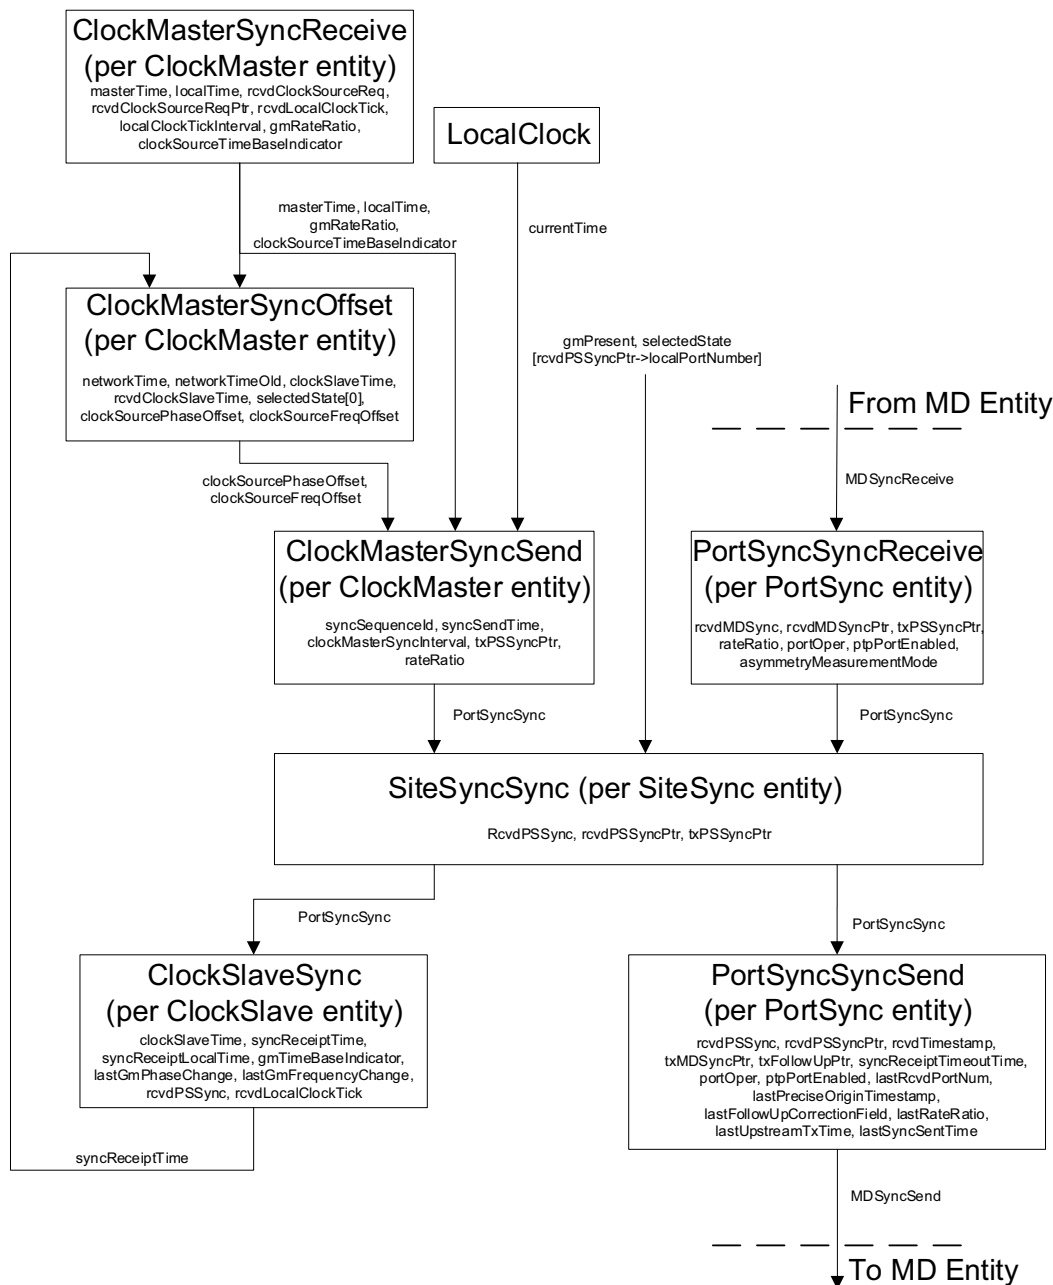 ClockMasterSyncReceive
(per ClockMaster entity)
masterTime, localTime, rcvdClockSourceReq,
rcvdClockSourceReqPtr, rcvdLocalClockTick,
localClockTickInterval, gmRateRatio,
clockSourceTimeBaseIndicator
LocalClock
masterTime, localTime,
gmRateRatio,
clockSourceTimeBaseIndicator
currentTime
ClockMasterSyncOffset
(per ClockMaster entity)
networkTime, networkTimeOld, clockSlaveTime,
rcvdClockSlaveTime, selectedState[0],
clockSourcePhaseOffset, clockSourceFreqOffset
gmPresent, selectedState
[rcvdPSSyncPtr->localPortNumber]
From MD Entity
clockSourcePhaseOffset,
clockSourceFreqOffset
MDSyncReceive
ClockMasterSyncSend
(per ClockMaster entity)
syncSequenceId, syncSendTime,
clockMasterSyncInterval, txPSSyncPtr,
rateRatio
PortSyncSyncReceive
(per PortSync entity)
rcvdMDSync, rcvdMDSyncPtr, txPSSyncPtr,
rateRatio, portOper, ptpPortEnabled,
asymmetryMeasurementMode
PortSyncSync
PortSyncSync
SiteSyncSync (per SiteSync entity)
RcvdPSSync, rcvdPSSyncPtr, txPSSyncPtr
PortSyncSync
PortSyncSync
ClockSlaveSync
(per ClockSlave entity)
clockSlaveTime, syncReceiptTime,
syncReceiptLocalTime, gmTimeBaseIndicator,
lastGmPhaseChange, lastGmFrequencyChange,
rcvdPSSync, rcvdLocalClockTick
PortSyncSyncSend
(per PortSync entity)
rcvdPSSync, rcvdPSSyncPtr, rcvdTimestamp,
txMDSyncPtr, txFollowUpPtr, syncReceiptTimeoutTime,
portOper, ptpPortEnabled, lastRcvdPortNum,
lastPreciseOriginTimestamp,
lastFollowUpCorrectionField, lastRateRatio,
lastUpstreamTxTime, lastSyncSentTime
syncReceiptTime
MDSyncSend
To MD Entity